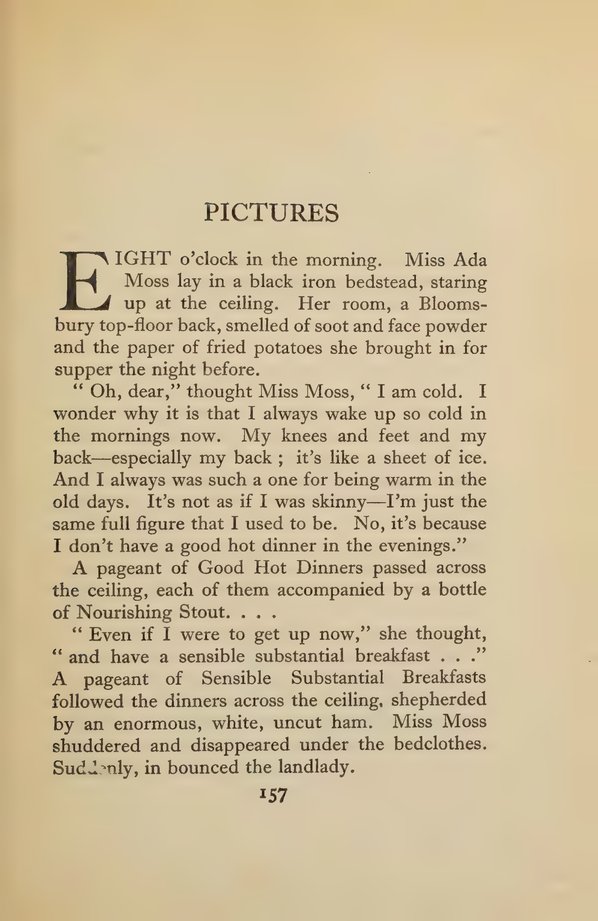 PICTURES
EIGHT o’clock in the morning. Miss Ada
Moss lay in a black iron bedstead, staring
up at the ceiling. Her room, a Blooms-
bury top-floor back, smelled of soot and face powder
and the paper of fried potatoes she brought in for
supper the night before.
“ Oh, dear,” thought Miss Moss, “ I am cold. I
wonder why it is that I always wake up so cold in
the mornings now. My knees and feet and my
back—especially my back ; it’s like a sheet of ice.
And I always was such a one for being warm in the
old days. It’s not as if I was skinny—I’m just the
same full figure that I used to be. No, it’s because
I don’t have a good hot dinner in the evenings.”
A pageant of Good Hot Dinners passed across
the ceiling, each of them accompanied by a bottle
of Nourishing Stout. . . .
“ Even if I were to get up now,” she thought,
“ and have a sensible substantial breakfast . . .”
A pageant of Sensible Substantial Breakfasts
followed the dinners across the ceiling, shepherded
by an enormous, white, uncut ham. Miss Moss
shuddered and disappeared under the bedclothes.
Suddenly, in bounced the landlady.
157